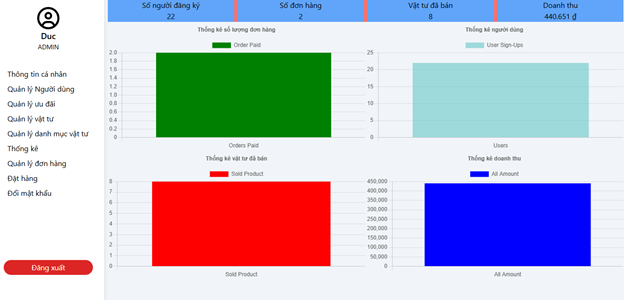 Duc
ADMIN
Thông tin cá nhân
Quản lý Người dùng
Quản lý ưu đãi
Quản lý vật tư
Quản lý danh mục vật tư
Thống kê
Quản lý đơn hàng
Đặt hàng
Đổi mật khẩu
Đăng xuất
Số người đăng ký
22
Số đơn hàng
2
Vật tư đã bán
8
Doanh thu
440.651 ₫
Thống kê số lượng đơn hàng
Order Paid
2.0
1.8
1.6
1.4
1.2
1.0
0.8
0.6
0.4
0.2
0
Orders Paid
Thống kê người dùng
User Sign-Ups
25
20
15
10
5
0
Users
Thống kê vật tư đã bán
Sold Product
8
7
6
5
4
3
2
1
0
Sold Product
Thống kê doanh thu
All Amount
450,000
400,000
350,000
300,000
250,000
200,000
150,000
100,000
50,000
0
All Amount